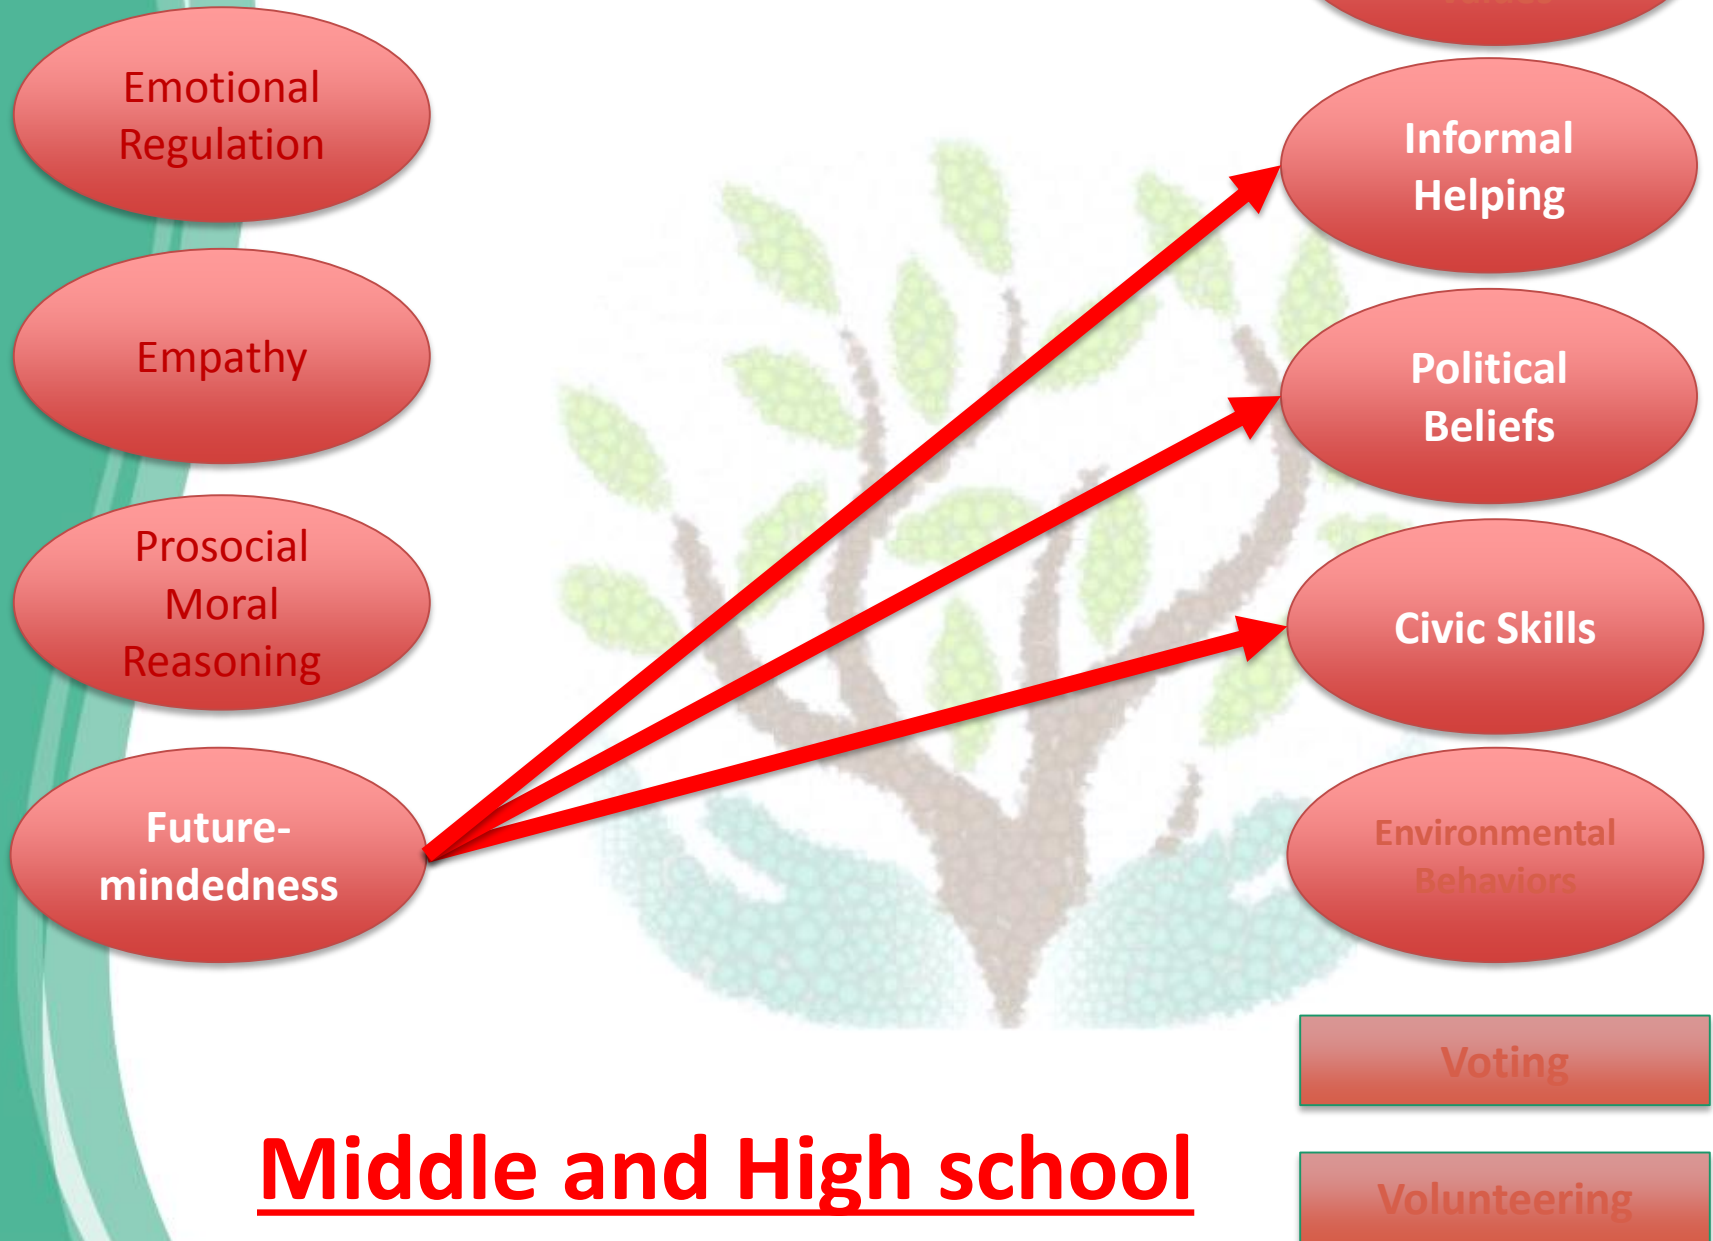 Emotional
Regulation
Empathy
Prosocial
Moral
Reasoning
Future-
mindedness
Informal
Helping
Political
Beliefs
Civic Skills
Environmental
Behaviors
Voting
Volunteering
Middle and High school